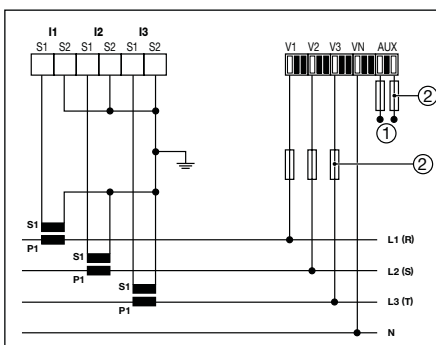 I1 I2 I3
S1 S2 S1 S2 S1 S2
V1 V2 V3 VN AUX
2
1
2
S1
P1
L1 (R)
S1
P1
L2 (S)
S1
P1
L3 (T)
N